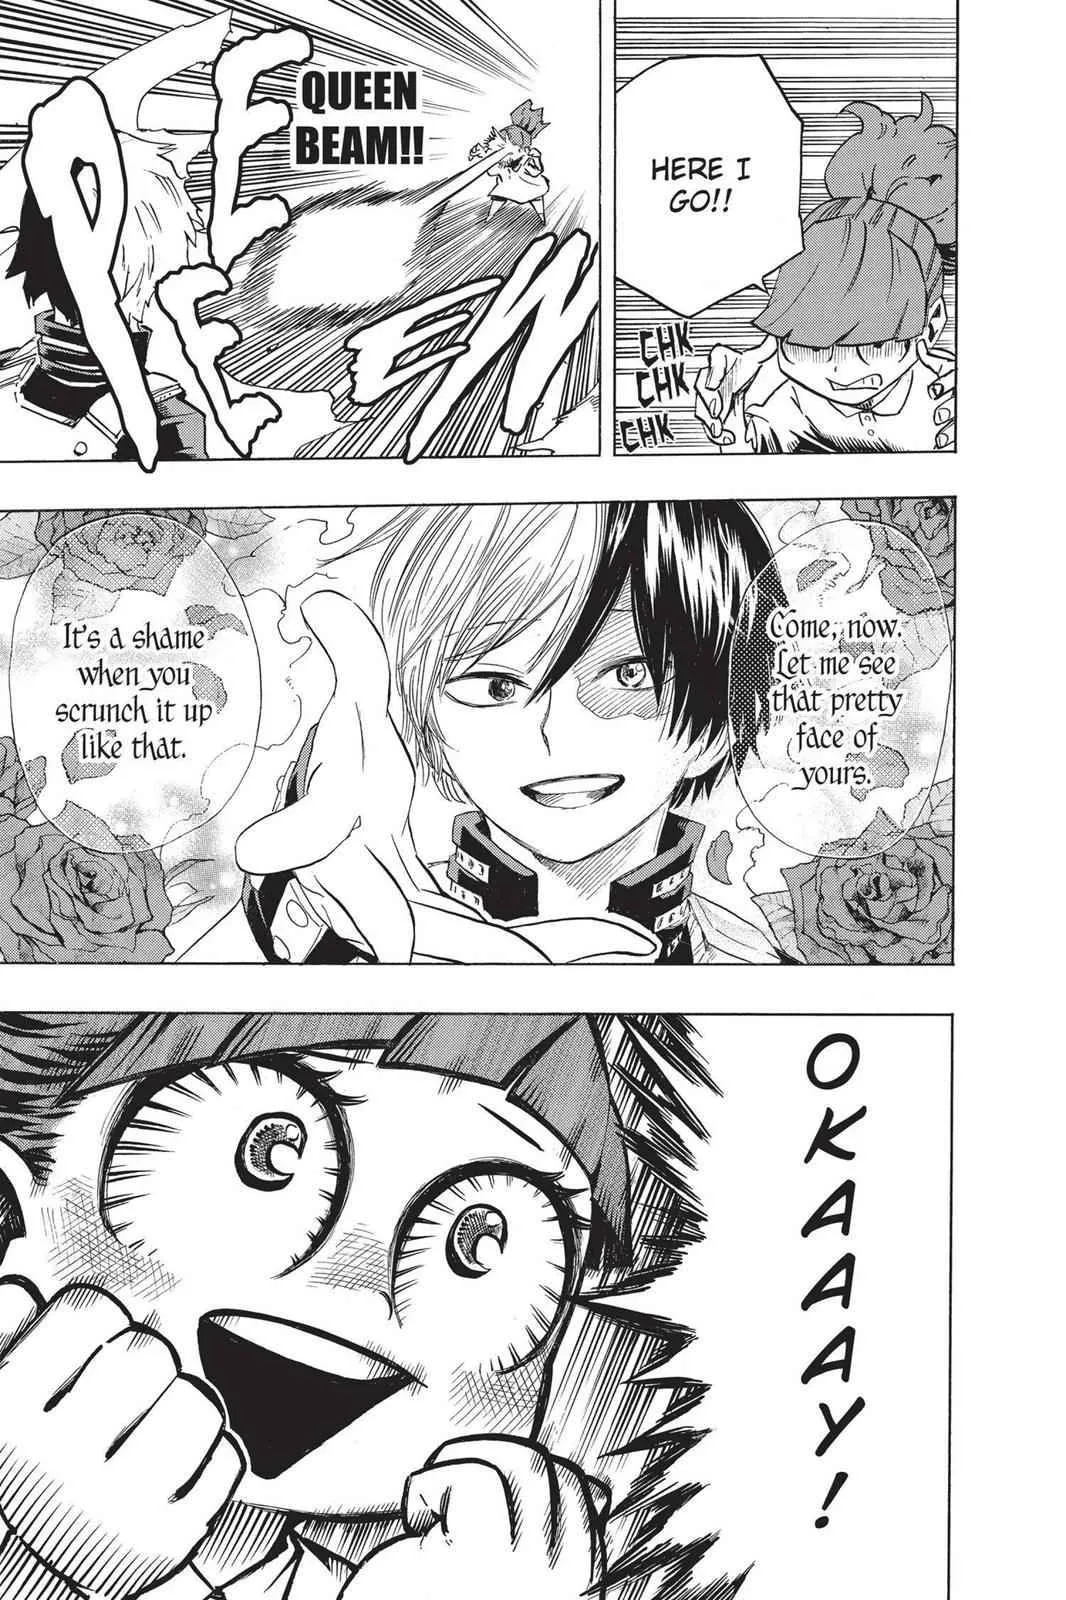 HERE I
GO!!
CHK
CHK
CHK
QUEEN
BEAM!!
Come, now.
Let me see
that pretty
face of
yours.
It's a shame
when you
scrunch it up
like that.
OKAAAY!